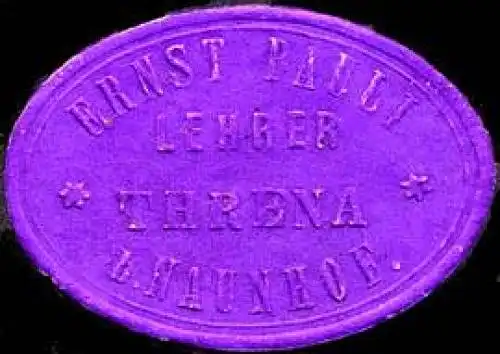 ERNST PAULI
LEHRER
THRENA
b. NAUNHOF.